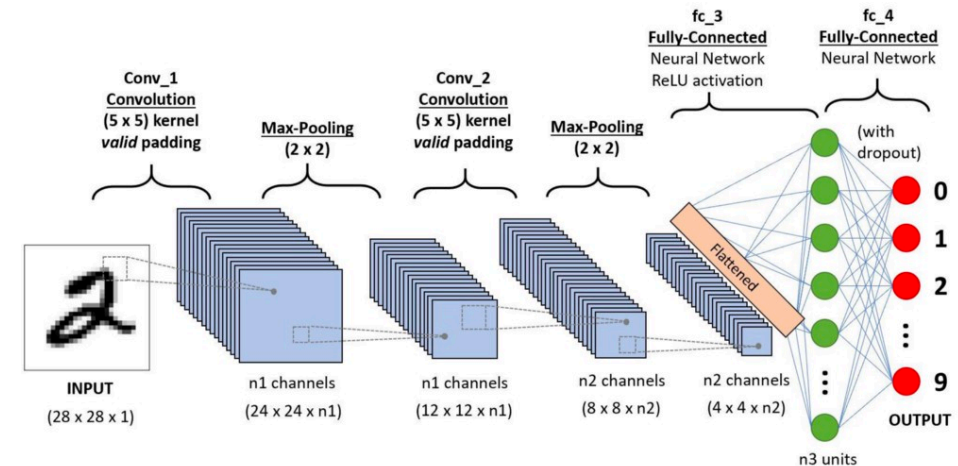 fc_3
Fully-Connected
Neural Network
ReLU activation
fc_4
Fully-Connected
Neural Network
Conv_1
Convolution
(5 x 5) kernel
valid padding
Max-Pooling
(2 x 2)
Conv_2
Convolution
(5 x 5) kernel
valid padding
Max-Pooling
(2 x 2)
(with
dropout)
Flattened
0
1
2
9
INPUT
(28 x 28 x 1)
n1 channels
(24 x 24 x n1)
n1 channels
(12 x 12 x n1)
n2 channels
(8 x 8 x n2)
n2 channels
(4 x 4 x n2)
OUTPUT
n3 units